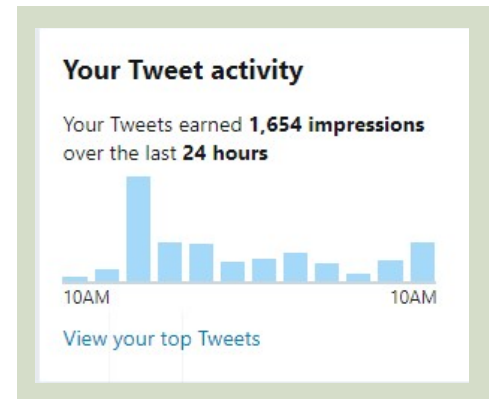 Your Tweet activity
Your Tweets earned 1,654 impressions
over the last 24 hours
10AM 10AM
View your top Tweets